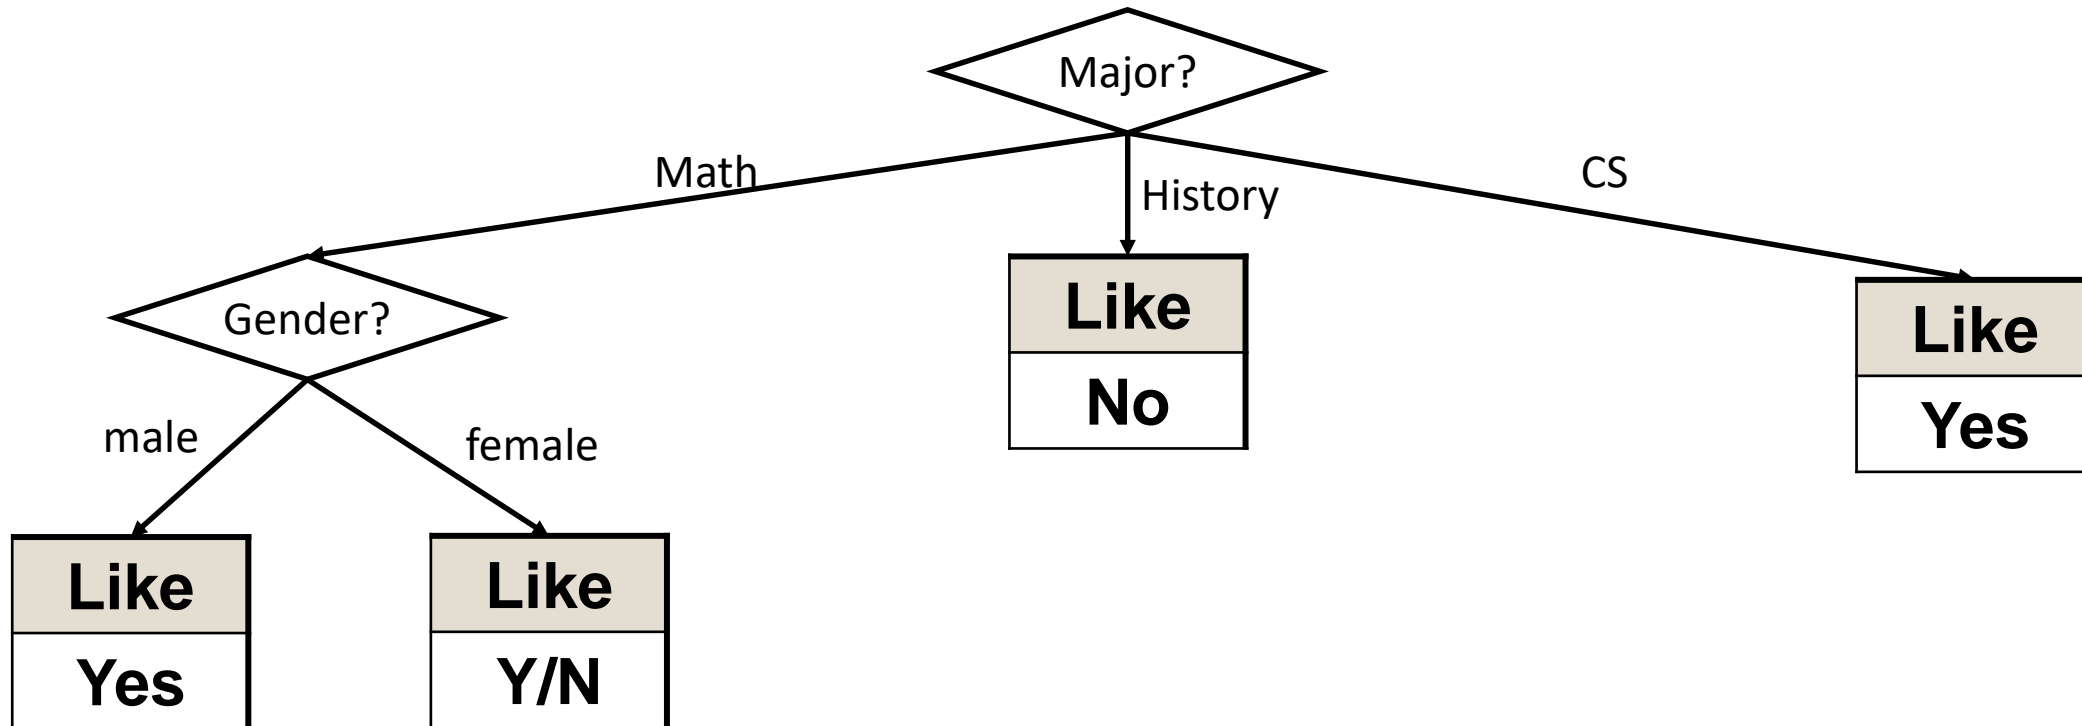 Major?
Math
History
CS
Gender?
Like
No
Like
Yes
male
female
Like
Yes
Like
Y/N